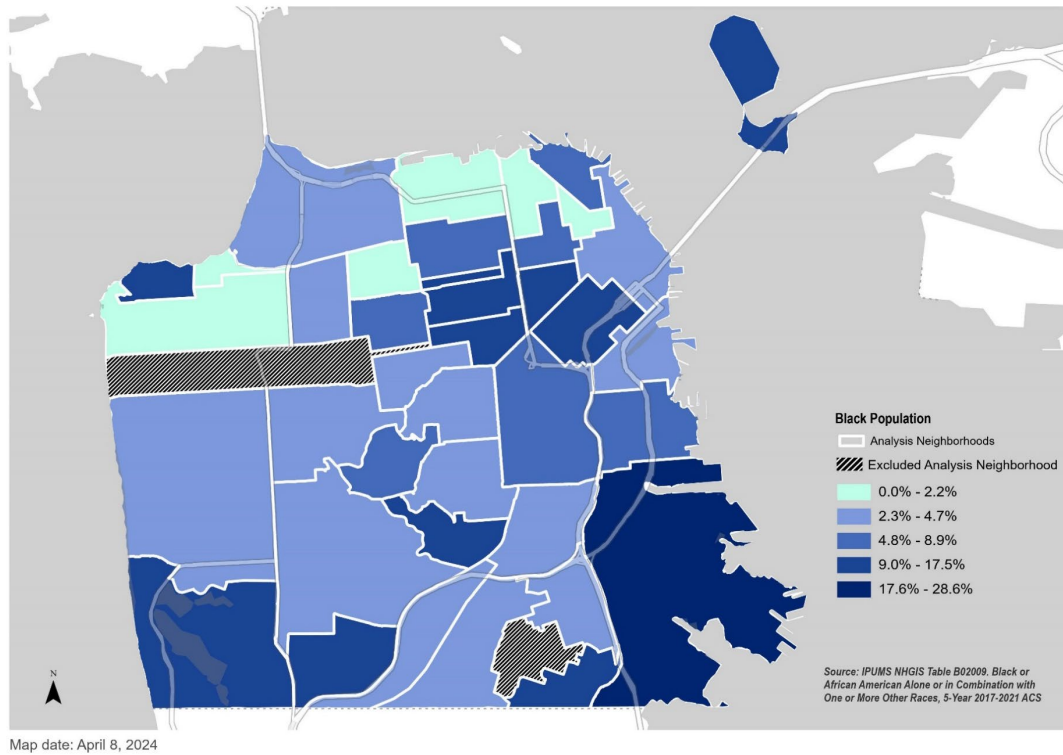 Black Population
Analysis Neighborhoods
Excluded Analysis Neighborhood
0.0% - 2.2%
2.3% - 4.7%
4.8% - 8.9%
9.0% - 17.5%
17.6% - 28.6%
N
Source: IPUMS NHGIS Table B02009. Black or
African American Alone or in Combination with
One or More Other Races, 5-Year 2017-2021 ACS
Map date: April 8, 2024